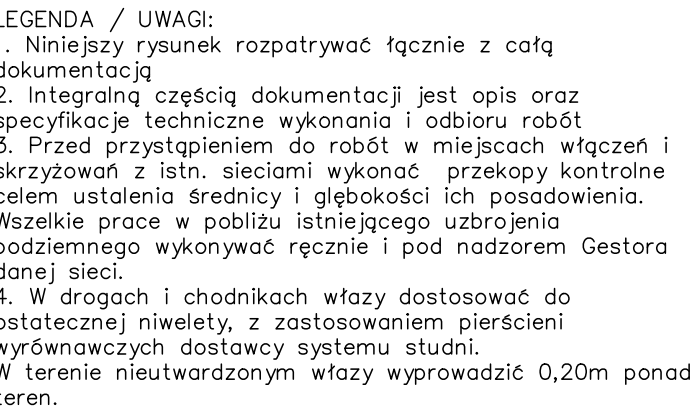 LEGENDA / UWAGI:
1. Niniejszy rysunek rozpatrywać łącznie z całą
dokumentacją
2. Integralną częścią dokumentacji jest opis oraz
specyfikacje techniczne wykonania i odbioru robót
3. Przed przystąpieniem do robót w miejscach włączeń i
skrzyżowań z istn. sieciami wykonać  przekopy kontrolne
celem ustalenia średnicy i głębokości ich posadowienia.
Wszelkie prace w pobliżu istniejącego uzbrojenia
podziemnego wykonywać ręcznie i pod nadzorem Gestora
danej sieci.
4. W drogach i chodnikach włazy dostosować do
ostatecznej niwelety, z zastosowaniem pierścieni
wyrównawczych dostawcy systemu studni.
W terenie nieutwardzonym włazy wyprowadzić 0,20m ponad
teren.